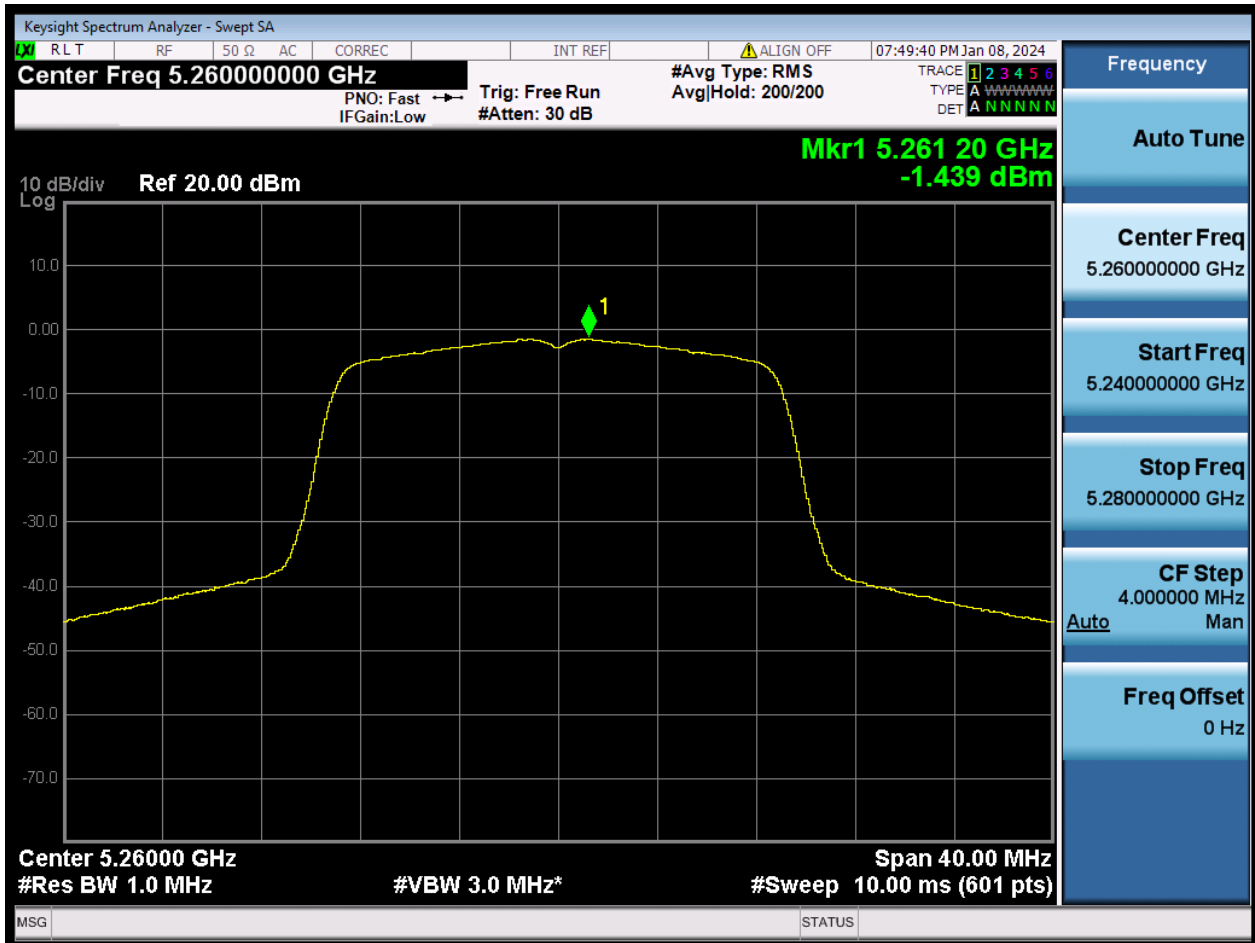 Keysight Spectrum Analyzer - Swept SA
LXI RLT RF 50 Ω AC CORREC INT REF ALIGN OFF 07:49:40 PM Jan 08, 2024
Center Freq 5.260000000 GHz
PNO: Fast
IFGain:Low
Trig: Free Run
#Atten: 30 dB
#Avg Type: RMS
Avg|Hold: 200/200
TRACE 1 2 3 4 5 6
TYPE A WWWWW
DET A N N N N N
Frequency
Mkr1 5.261 20 GHz
-1.439 dBm
10 dB/div Ref 20.00 dBm
Log
10.0
0.00
-10.0
-20.0
-30.0
-40.0
-50.0
-60.0
-70.0
1
Center 5.26000 GHz Span 40.00 MHz
#Res BW 1.0 MHz #VBW 3.0 MHz* #Sweep 10.00 ms (601 pts)
Auto Tune
Center Freq
5.260000000 GHz
Start Freq
5.240000000 GHz
Stop Freq
5.280000000 GHz
CF Step
4.000000 MHz
Auto Man
Freq Offset
0 Hz
MSG STATUS